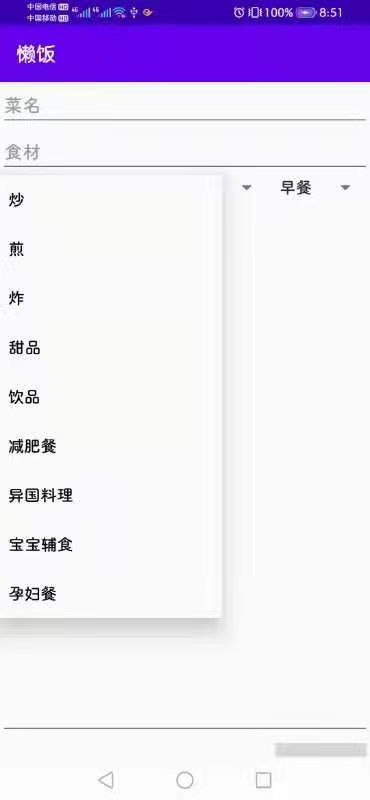 中国电信 HD 4G 4G 100% 8:51
中国移动 HD
懒饭
菜名
食材
早餐
炒
煎
炸
甜品
饮品
减肥餐
异国料理
宝宝辅食
孕妇餐